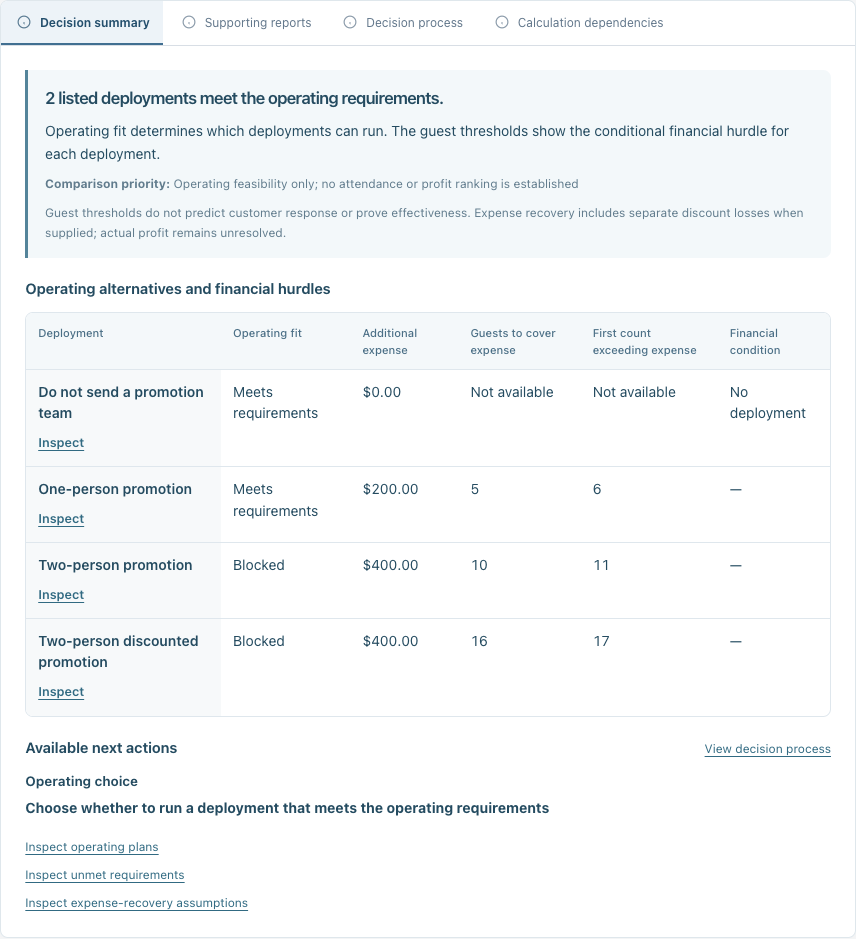 Decision summary
Supporting reports
Decision process
Calculation dependencies
2 listed deployments meet the operating requirements.
Operating fit determines which deployments can run. The guest thresholds show the conditional financial hurdle for
each deployment.
Comparison priority: Operating feasibility only; no attendance or profit ranking is established
Guest thresholds do not predict customer response or prove effectiveness. Expense recovery includes separate discount losses when
supplied; actual profit remains unresolved.
Operating alternatives and financial hurdles
Deployment
Operating fit
Additional
expense
Guests to cover
expense
First count
exceeding expense
Financial
condition
Do not send a promotion
team
Inspect
Meets
requirements
$0.00
Not available
Not available
No
deployment
One-person promotion
Inspect
Meets
requirements
$200.00
5
6
—
Two-person promotion
Inspect
Blocked
$400.00
10
11
—
Two-person discounted
promotion
Inspect
Blocked
$400.00
16
17
—
Available next actions
View decision process
Operating choice
Choose whether to run a deployment that meets the operating requirements
Inspect operating plans
Inspect unmet requirements
Inspect expense-recovery assumptions